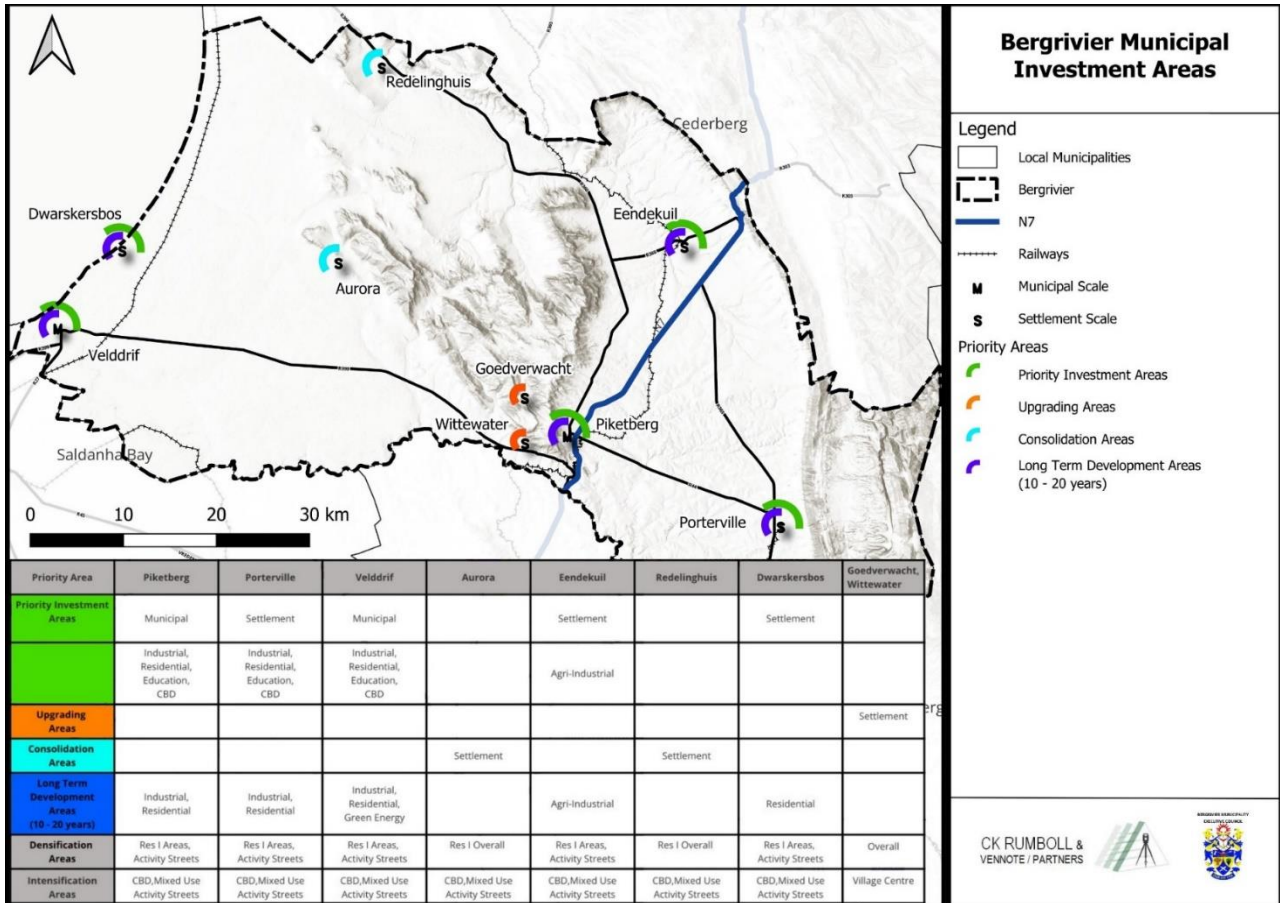 Redelinghuis
Cederberg
Dwarskersbos
Eendekuil
Aurora
Velddrif
Goedverwacht
Wittewater
Piketberg
Saldanha Bay
Porterville
0 10 20 30 km
M
S
Bergrivier Municipal
Investment Areas
Legend
Local Municipalities
Bergrivier
N7
Railways
M Municipal Scale
S Settlement Scale
Priority Areas
Priority Investment Areas
Upgrading Areas
Consolidation Areas
Long Term Development Areas
(10 - 20 years)
Priority Area Piketberg Porterville Velddrif Aurora Eendekuil Redelinghuis Dwarskersbos Goedverwacht,
Wittewater
Priority Investment
Areas Municipal Settlement Municipal Settlement Settlement
Industrial, Industrial, Industrial,
Residential, Residential, Residential,
Education, Education, Education, Agri-Industrial
CBD CBD CBD
Upgrading
Areas Settlement
Consolidation
Areas Settlement Settlement
Long Term
Development
Areas
(10 - 20 years)
Industrial, Industrial, Industrial,
Residential Residential Residential, Agri-Industrial Residential
Green Energy
Densification Res I Areas, Res I Areas, Res I Areas, Res I Overall Res I Areas, Res I Overall Res I Areas, Overall
Areas Activity Streets Activity Streets Activity Streets Activity Streets Activity Streets
Intensification CBD,Mixed Use CBD,Mixed Use CBD,Mixed Use CBD,Mixed Use CBD,Mixed Use CBD,Mixed Use CBD,Mixed Use Village Centre
Areas Activity Streets Activity Streets Activity Streets Activity Streets Activity Streets Activity Streets Activity Streets
erg
CK RUMBOLL &
VENNOTE / PARTNERS